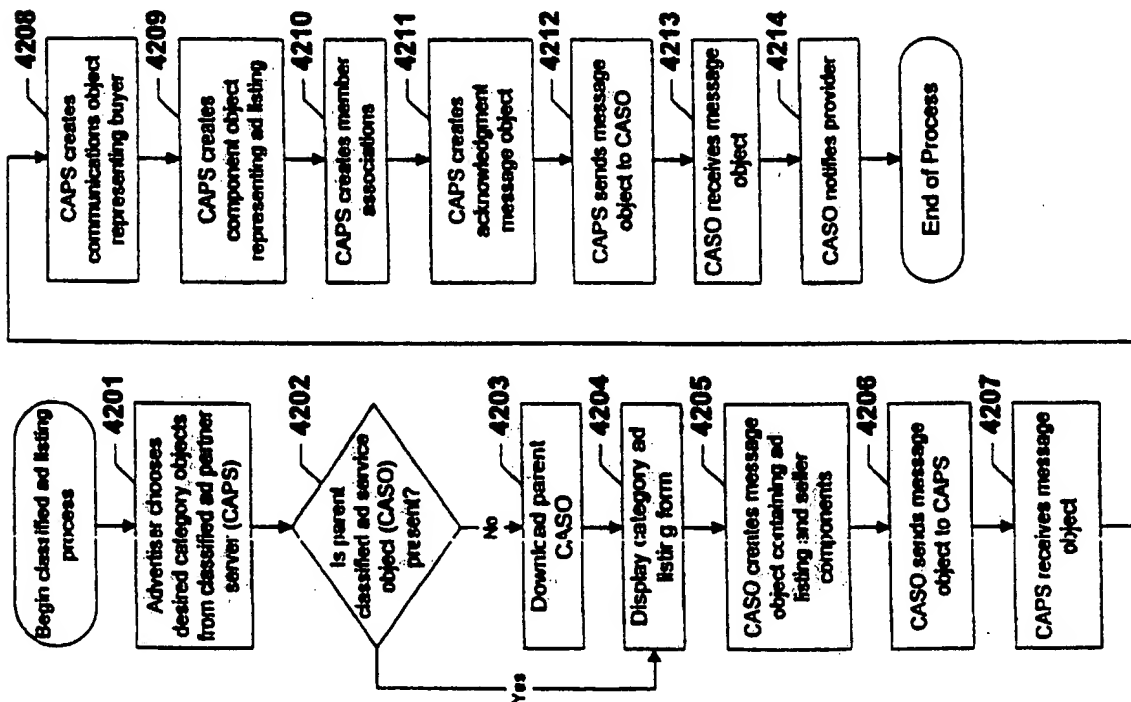 Begin classified ad listing
process
4201
Advertiser chooses
desired category objects
from classified ad partner
server (CAPS)
4202
Is parent
classified ad service
object (CASO)
present?
No
Yes
4203
Download parent
CASO
4204
Display category ad
listing form
4205
CASO creates message
object containing ad
listing and seller
components
4206
CASO sends message
object to CAPS
4207
CAPS receives message
object
4208
CAPS creates
communications object
representing buyer
4209
CAPS creates
component object
representing ad listing
4210
CAPS creates member
associations
4211
CAPS creates
acknowledgment
message object
4212
CAPS sends message
object to CASO
4213
CASO receives message
object
4214
CASO notifies provider
End of Process